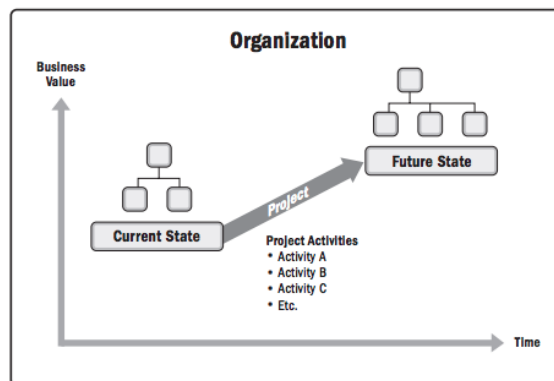 Organization
Business
Value
Future State
Project
Current State
Project Activities
• Activity A
• Activity B
• Activity C
• Etc.
Time